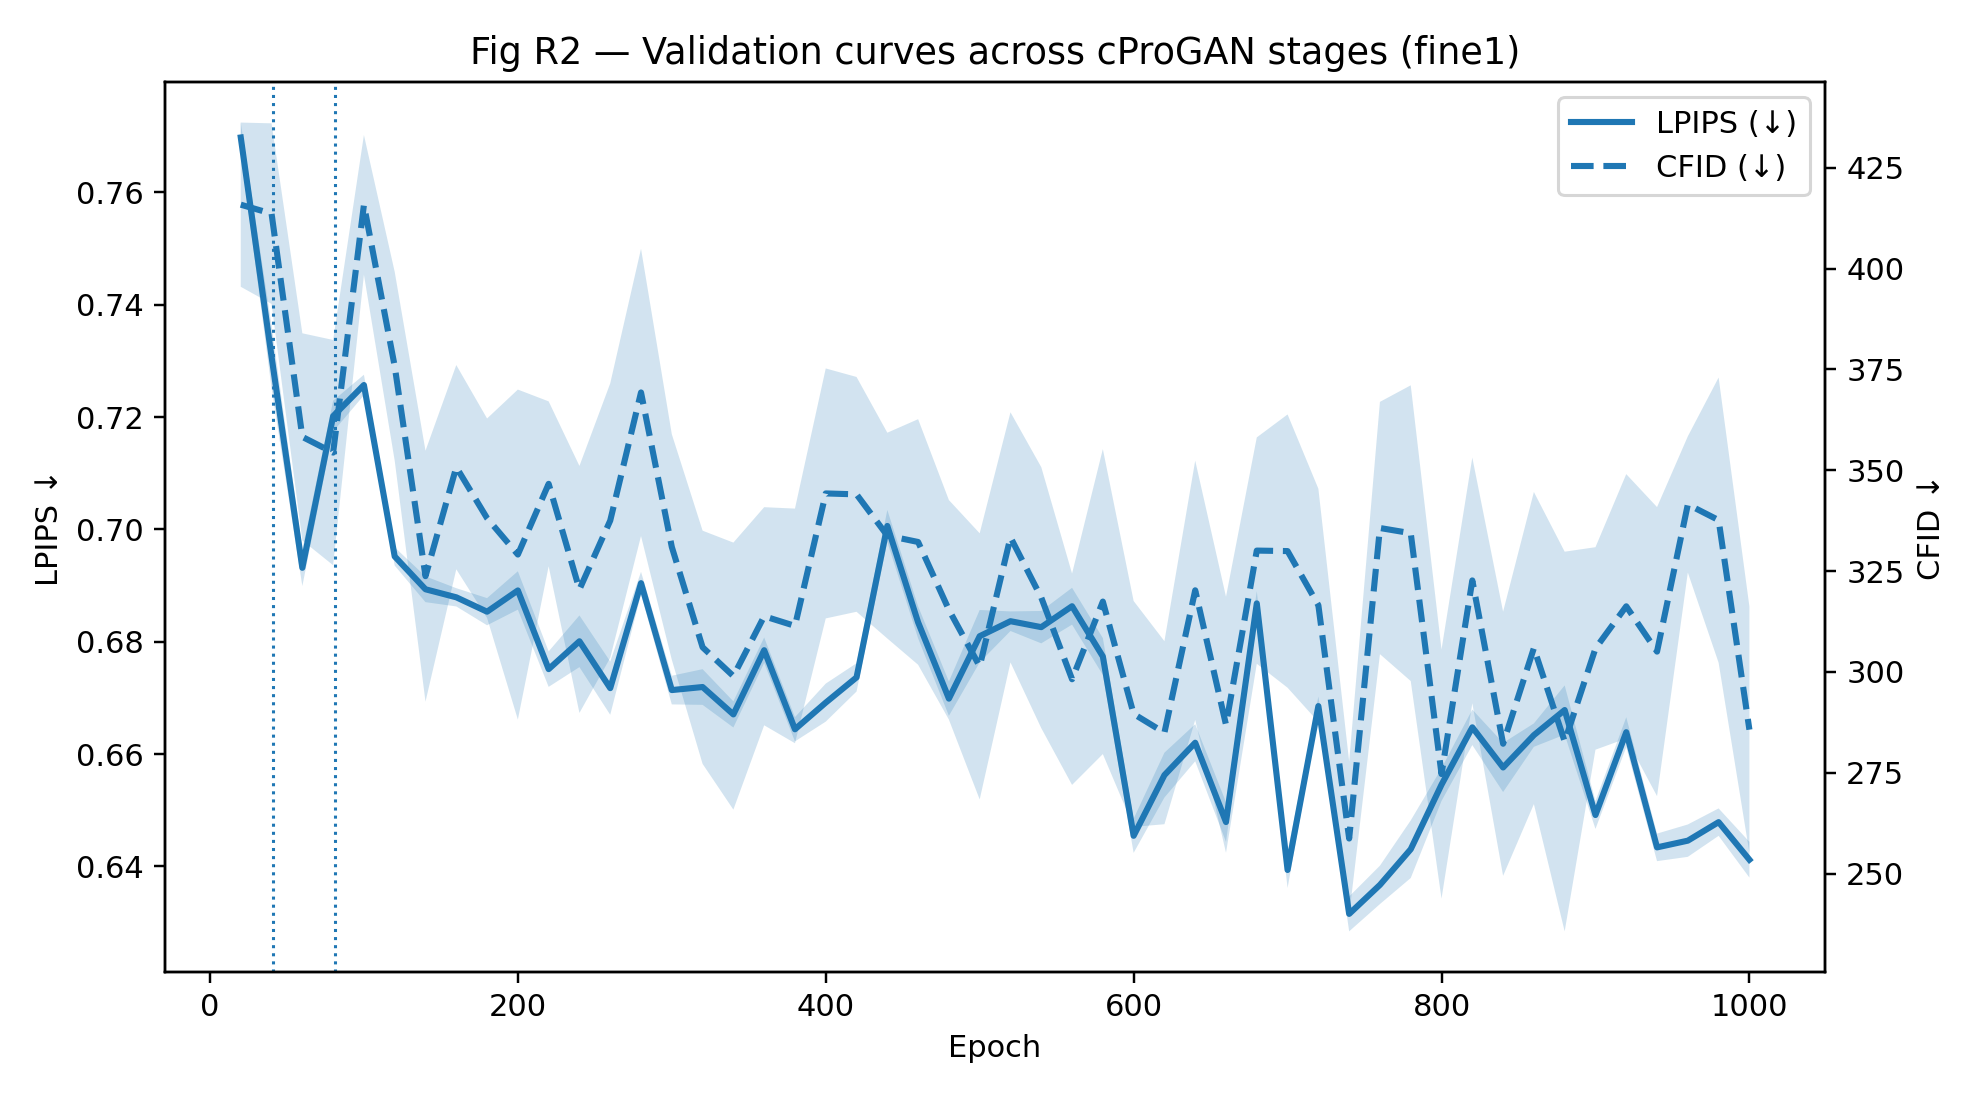 Fig R2 — Validation curves across cProGAN stages (fine1)
LPIPS (↓)
CFID (↓)
LPIPS ↓
0.76
0.74
0.72
0.70
0.68
0.66
0.64
CFID ↓
425
400
375
350
325
300
275
250
0 200 400 600 800 1000
Epoch